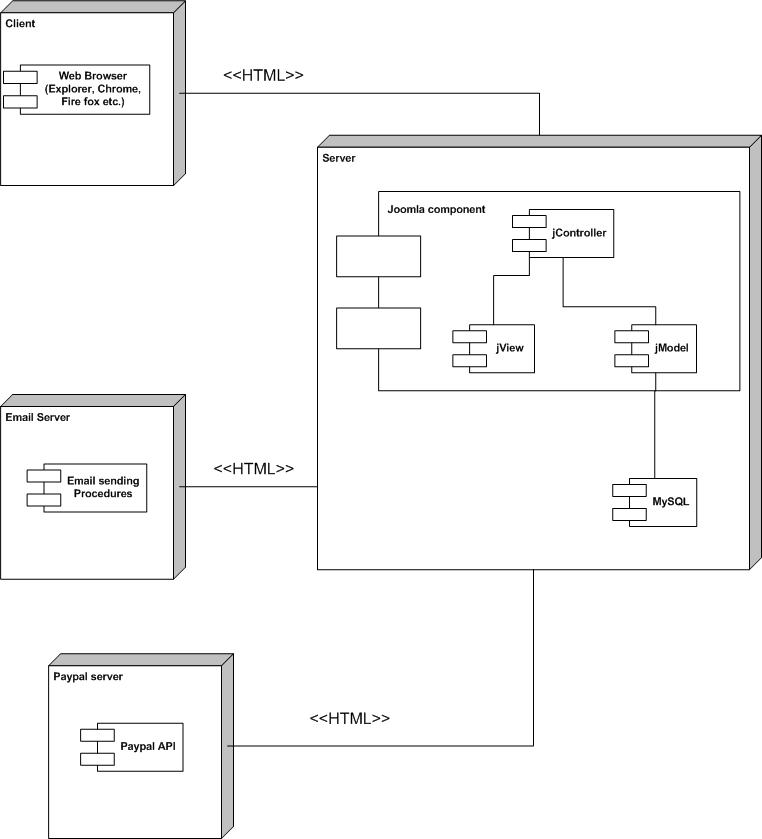 Client
Web Browser
(Explorer, Chrome,
Fire fox etc.)
<<HTML>>
Server
Joomla component
jController
jView
jModel
MySQL
Email Server
Email sending
Procedures
<<HTML>>
Paypal server
Paypal API
<<HTML>>